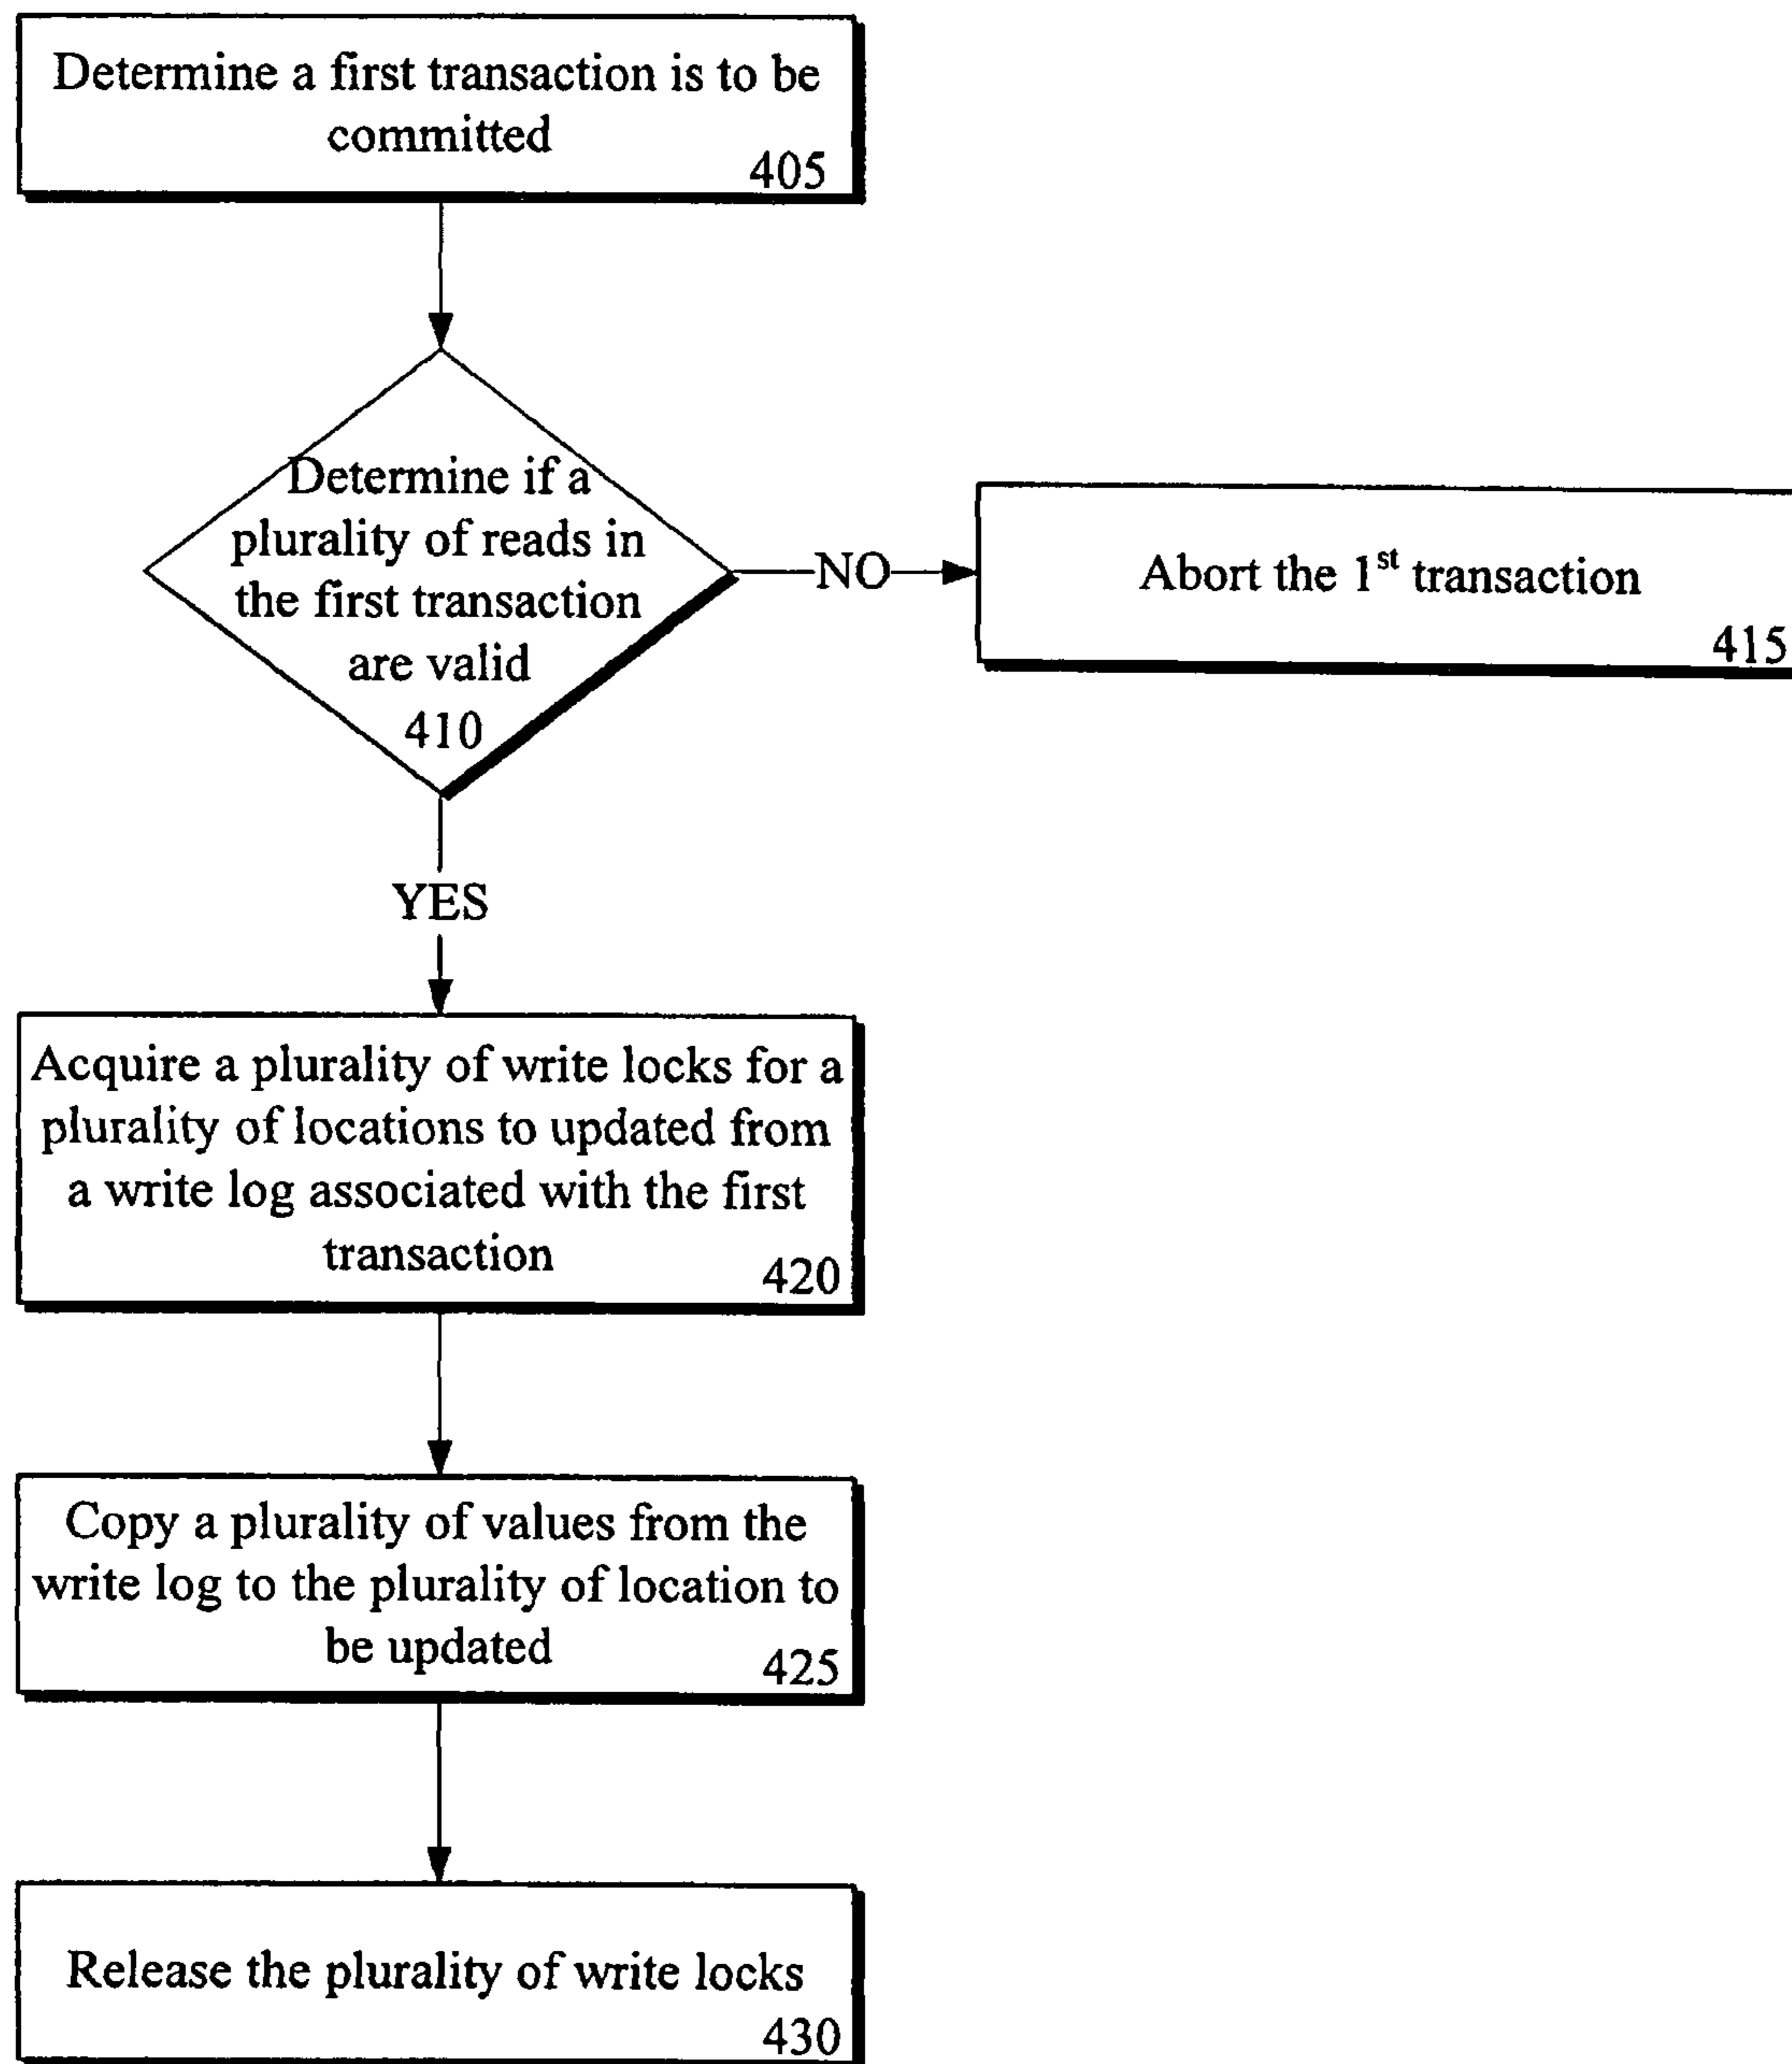 Determine a first transaction is to be
committed
405
Determine if a
plurality of reads in
the first transaction
are valid
410
NO
Abort the 1st transaction
415
YES
Acquire a plurality of write locks for a
plurality of locations to updated from
a write log associated with the first
transaction
420
Copy a plurality of values from the
write log to the plurality of location to
be updated
425
Release the plurality of write locks
430